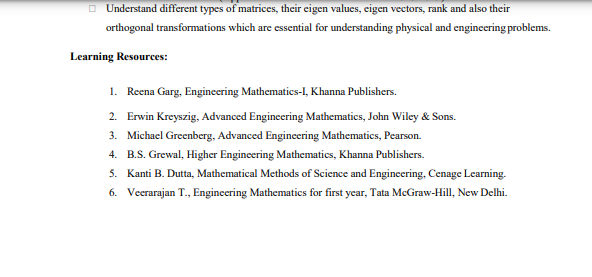 Understand different types of matrices, their eigen values, eigen vectors, rank and also their
orthogonal transformations which are essential for understanding physical and engineering problems.
Learning Resources:
1. Reena Garg, Engineering Mathematics-I, Khanna Publishers.
2. Erwin Kreyszig, Advanced Engineering Mathematics, John Wiley & Sons.
3. Michael Greenberg, Advanced Engineering Mathematics, Pearson.
4. B.S. Grewal, Higher Engineering Mathematics, Khanna Publishers.
5. Kanti B. Dutta, Mathematical Methods of Science and Engineering, Cenage Learning.
6. Veerarajan T., Engineering Mathematics for first year, Tata McGraw-Hill, New Delhi.